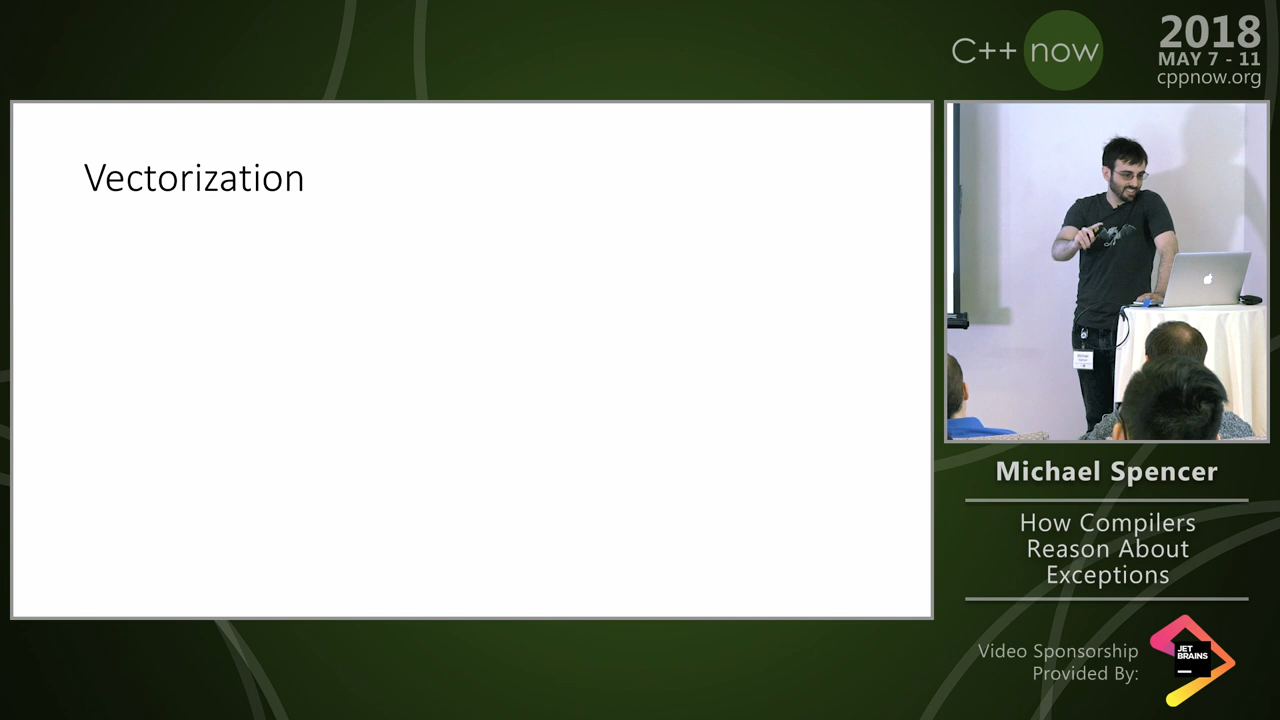 C++ now
2018
MAY 7 - 11
cppnow.org
Vectorization
Michael Spencer
How Compilers
Reason About
Exceptions
Video Sponsorship
Provided By:
JET
BRAINS